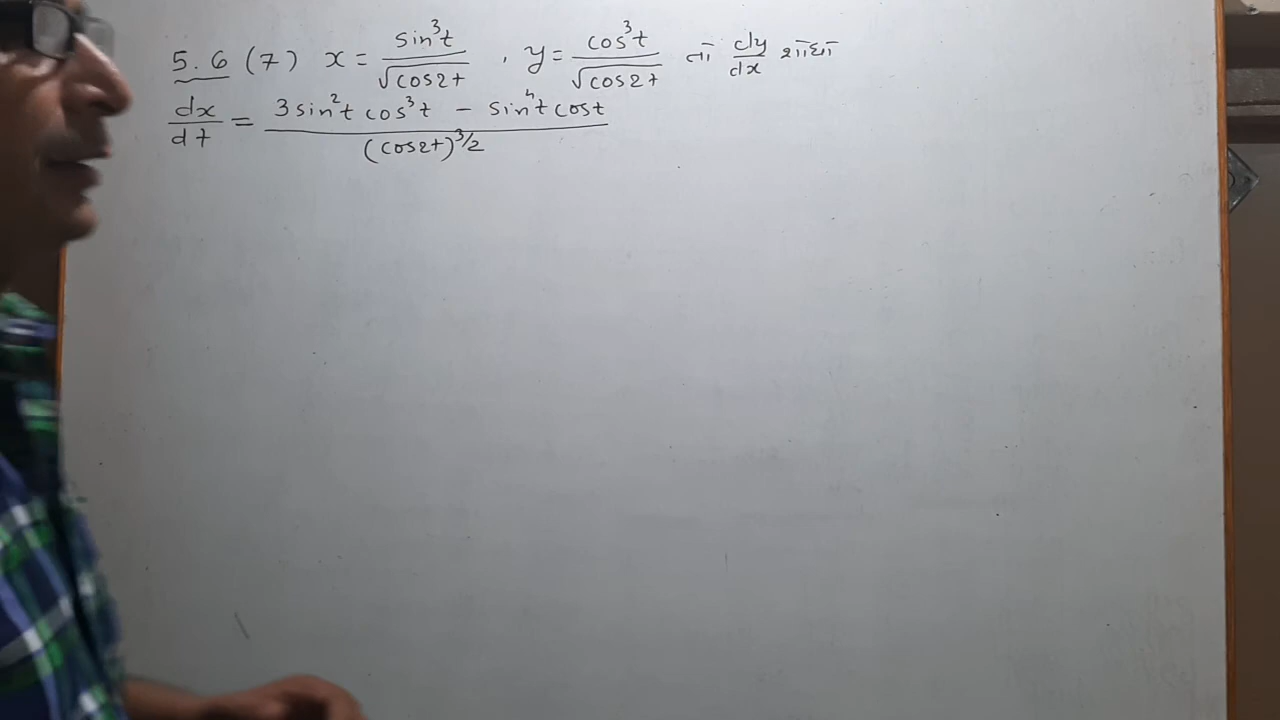 5.6 (7) x = sin³t / √cos2t , y = cos³t / √cos2t તો dy/dx શોધો
dx/dt = 3sin²t cos³t - sin⁴t cost / (cos2t)^3/2